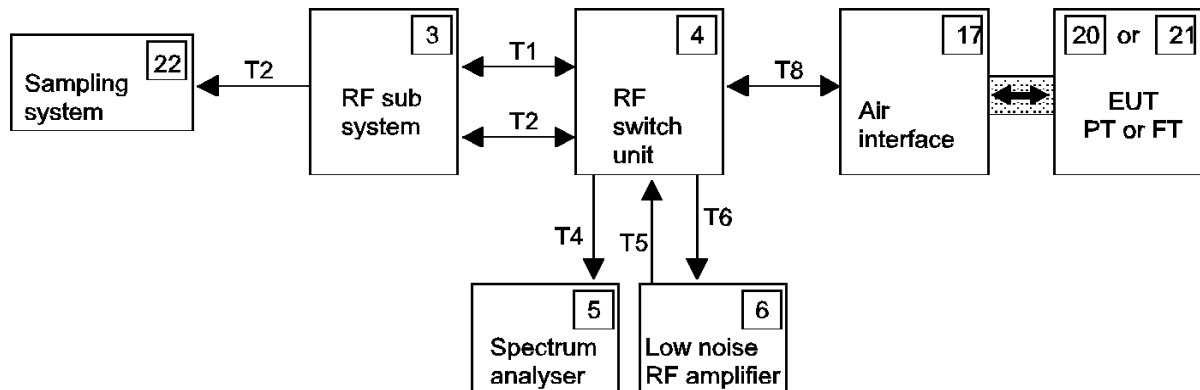 22
Sampling
system
T2
3
RF sub
system
T1
T2
4
RF
switch
unit
T8
17
Air
interface
20 or 21
EUT
PT or FT
T4
T5
T6
5
Spectrum
analyser
6
Low noise
RF amplifier